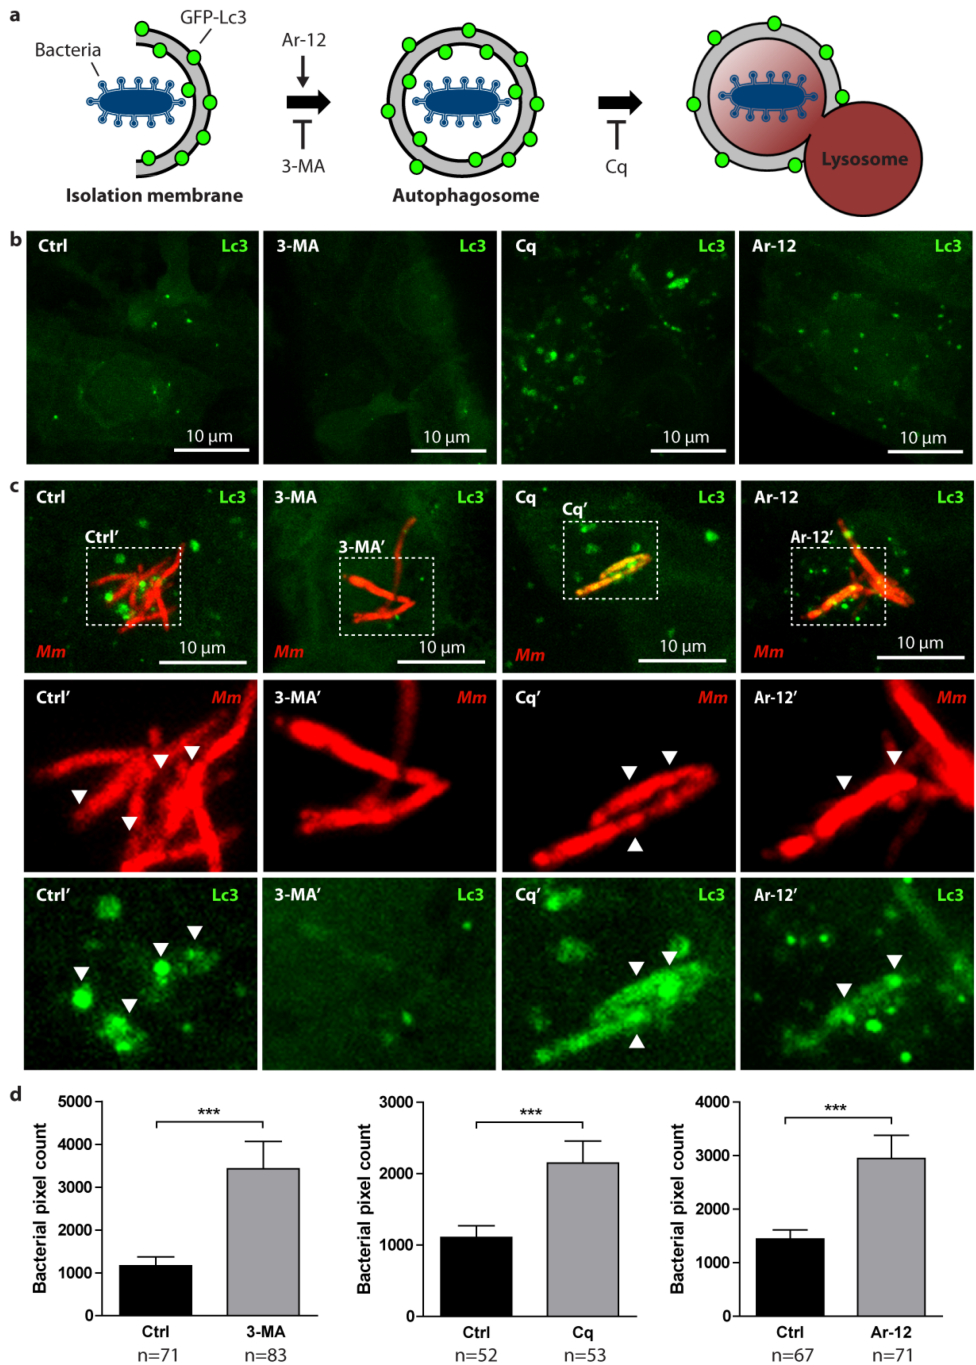 a
GFP-Lc3
Bacteria
Ar-12
3-MA
Cq
Lysosome
Isolation membrane
Autophagosome
b
Ctrl Lc3
3-MA Lc3
Cq Lc3
Ar-12 Lc3
10 µm
10 µm
10 µm
10 µm
c
Ctrl Lc3
3-MA Lc3
Cq Lc3
Ar-12 Lc3
Ctrl’
3-MA’
Cq’
Ar-12’
Mm
10 µm
Mm
10 µm
Mm
10 µm
Mm
10 µm
Ctrl’ Mm
3-MA’ Mm
Cq’ Mm
Ar-12’ Mm
Ctrl’ Lc3
3-MA’ Lc3
Cq’ Lc3
Ar-12’ Lc3
d
Bacterial pixel count
5000
4000
3000
2000
1000
0
***
Ctrl
3-MA
n=71
n=83
Bacterial pixel count
3000
2000
1000
0
***
Ctrl
Cq
n=52
n=53
Bacterial pixel count
4000
3000
2000
1000
0
***
Ctrl
Ar-12
n=67
n=71